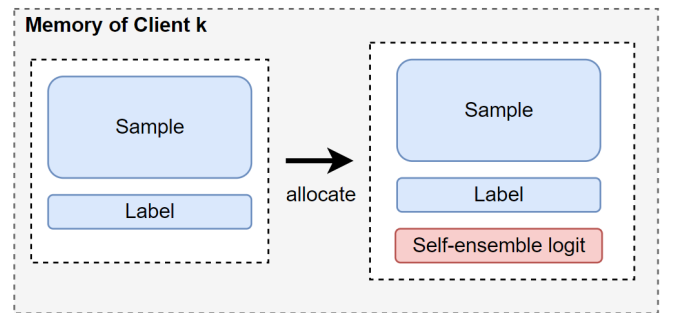 Memory of Client k
Sample
Label
allocate
Sample
Label
Self-ensemble logit